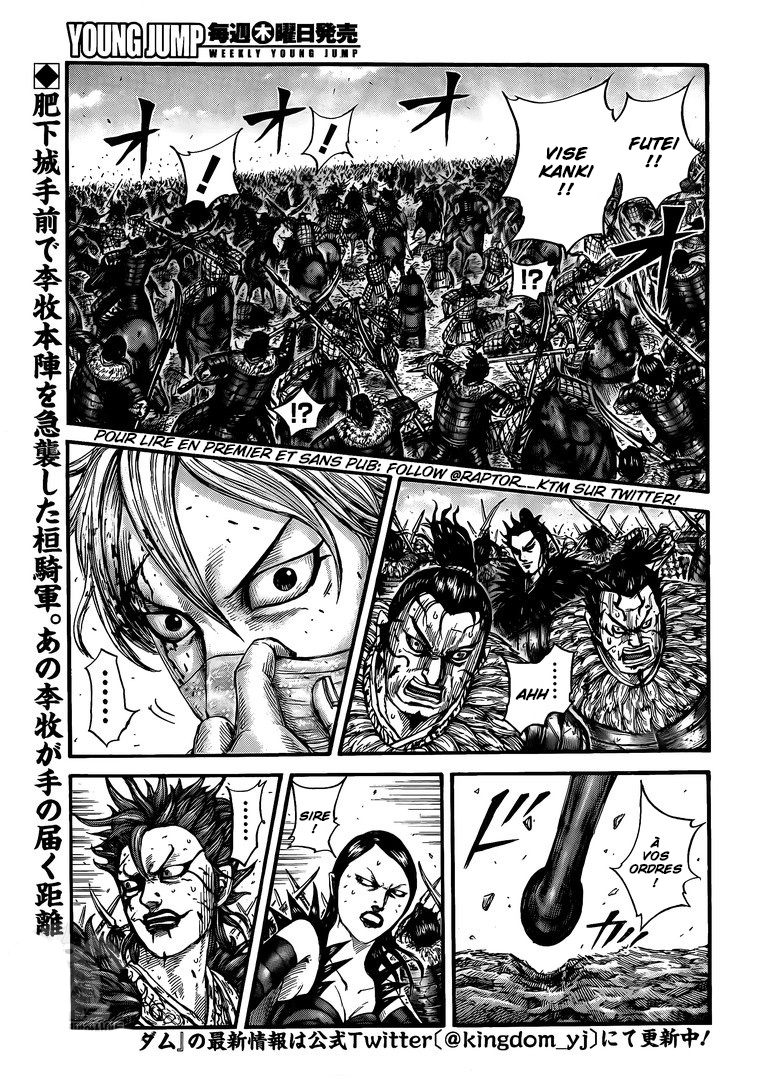 YOUNG JUMP 毎週木曜日発売
WEEKLY YOUNG JUMP
◆肥下城手前で李牧本陣を急襲した桓騎軍。あの李牧が手の届く距離
FUTEI
!!
VISE
KANKI
!!
オ
オ
オ
オ
!
!
!?
!?
POUR LIRE EN PREMIER ET SANS PUB: FOLLOW @RAPTOR__KTM SUR TWITTER!
AHH
......
......
À
VOS
ORDRES
!
ドッ
カッ
SIRE
!
......
ダム』の最新情報は公式Twitter(@kingdom_yj)にて更新中!